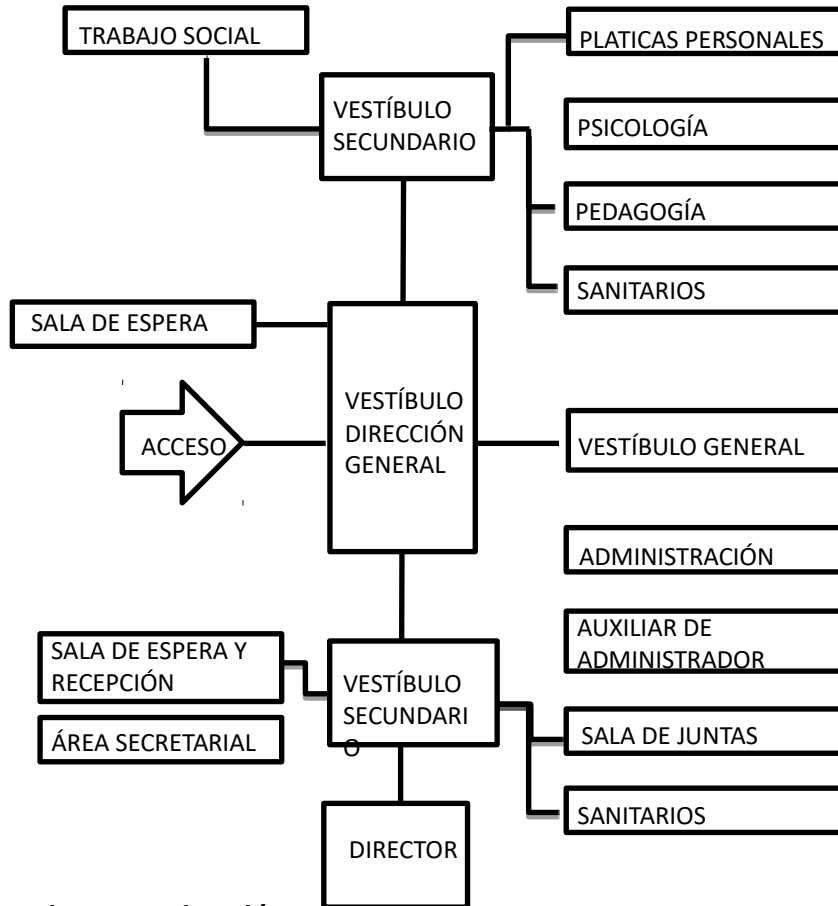 TRABAJO SOCIAL
PLATICAS PERSONALES
VESTÍBULO
SECUNDARIO
PSICOLOGÍA
PEDAGOGÍA
SANITARIOS
SALA DE ESPERA
ACCESO
VESTÍBULO
DIRECCIÓN
GENERAL
VESTÍBULO GENERAL
ADMINISTRACIÓN
AUXILIAR DE
ADMINISTRADOR
SALA DE ESPERA Y
RECEPCIÓN
VESTÍBULO
SECUNDARI
O
ÁREA SECRETARIAL
SALA DE JUNTAS
SANITARIOS
DIRECTOR